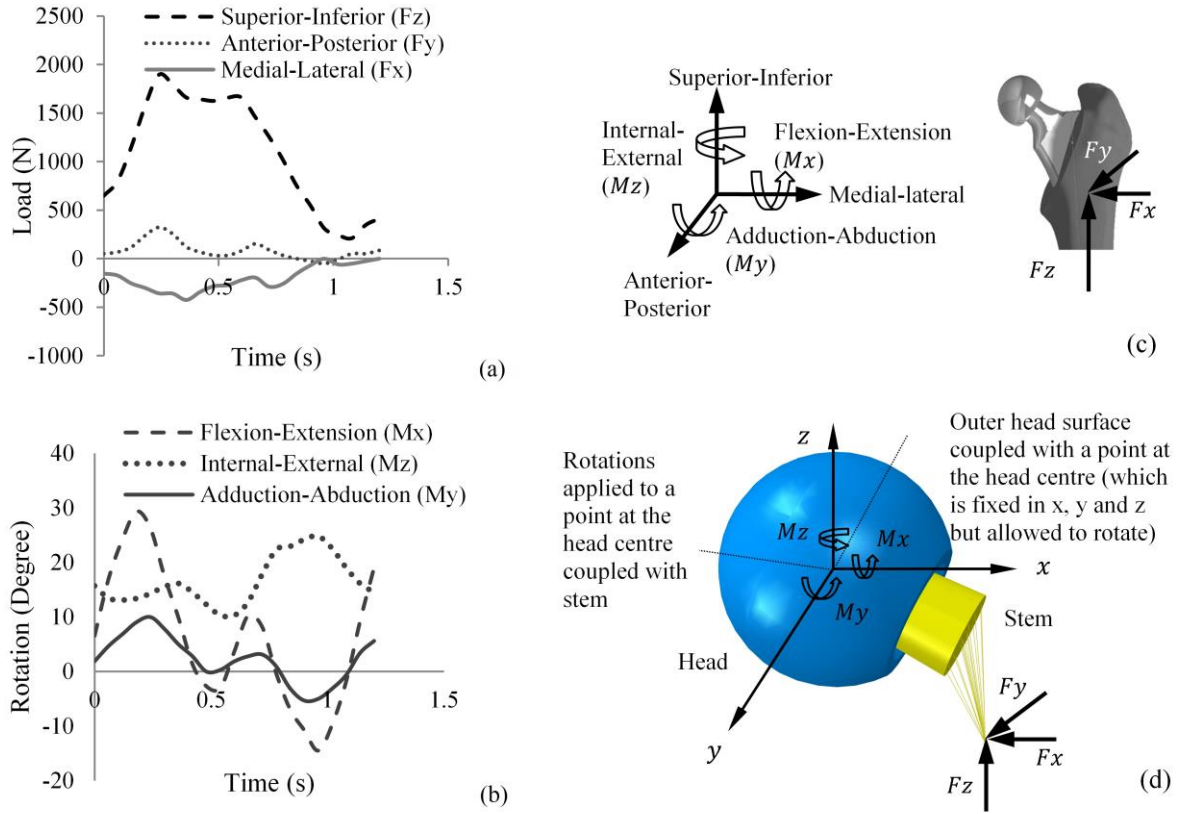 Superior-Inferior (Fz)
Anterior-Posterior (Fy)
Medial-Lateral (Fx)
2500
2000
1500
1000
500
0
-500
-1000
0
0.5
1
1.5
Load (N)
Time (s)
(a)
Superior-Inferior
Internal-
External
(Mz)
Flexion-Extension
(Mx)
Medial-lateral
Adduction-Abduction
(My)
Anterior-
Posterior
Fy
Fx
Fz
(c)
Flexion-Extension (Mx)
Internal-External (Mz)
Adduction-Abduction (My)
40
30
20
10
0
-10
-20
0
0.5
1
1.5
Rotation (Degree)
Time (s)
(b)
Rotations
applied to a
point at the
head centre
coupled with
stem
Outer head surface
coupled with a point at
the head centre (which
is fixed in x, y and z
but allowed to rotate)
z
Mz
Mx
x
My
Stem
Head
y
Fy
Fx
Fz
(d)